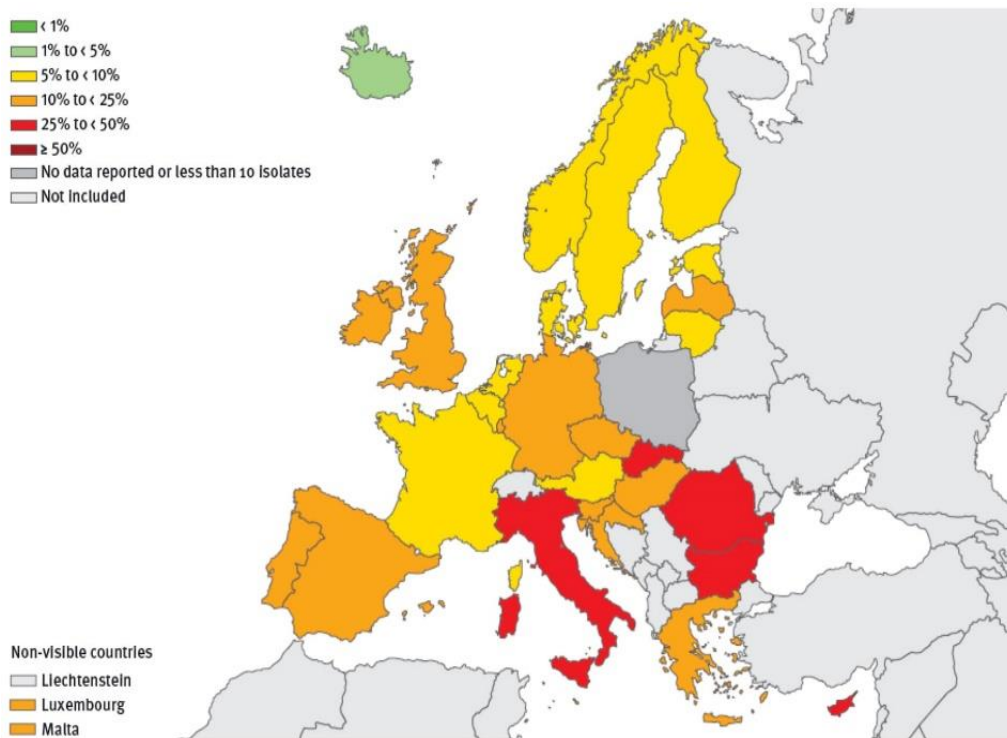 < 1%
1% to < 5%
5% to < 10%
10% to < 25%
25% to < 50%
≥ 50%
No data reported or less than 10 isolates
Not included
Non-visible countries
Liechtenstein
Luxembourg
Malta